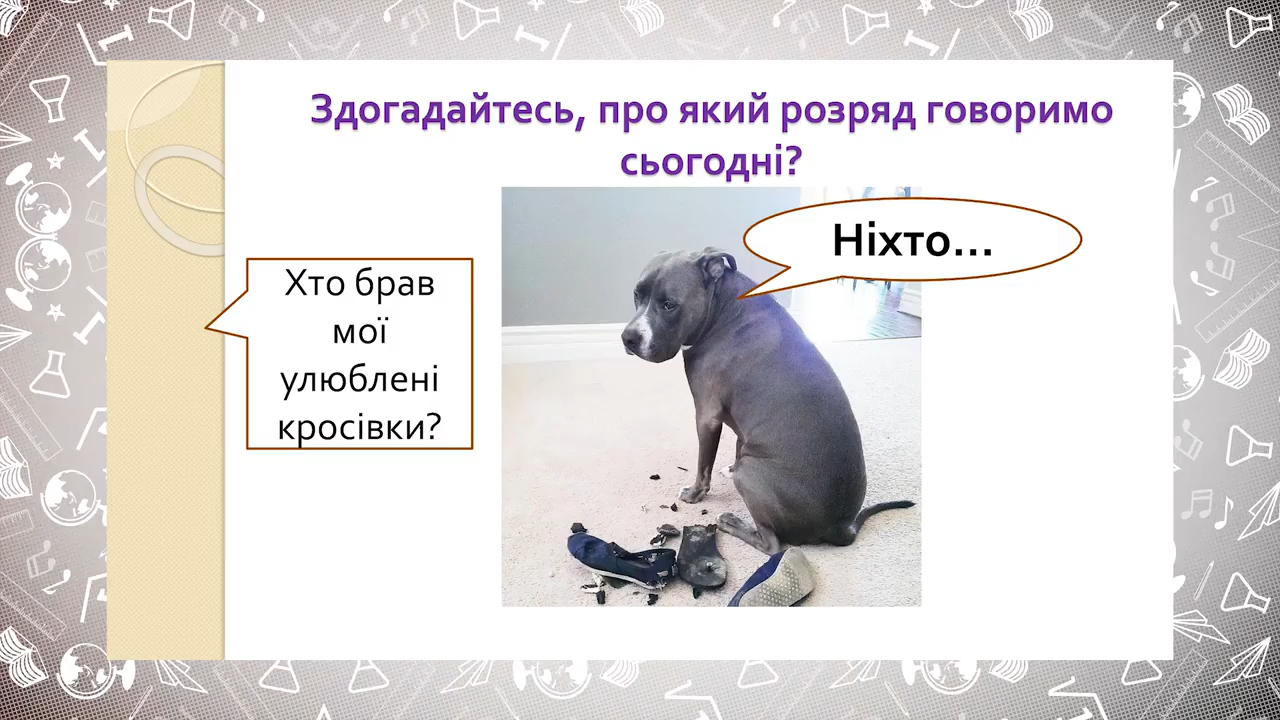 Здогадайтесь, про який розряд говоримо
сьогодні?
Ніхто...
Хто брав
мої
улюблені
кросівки?